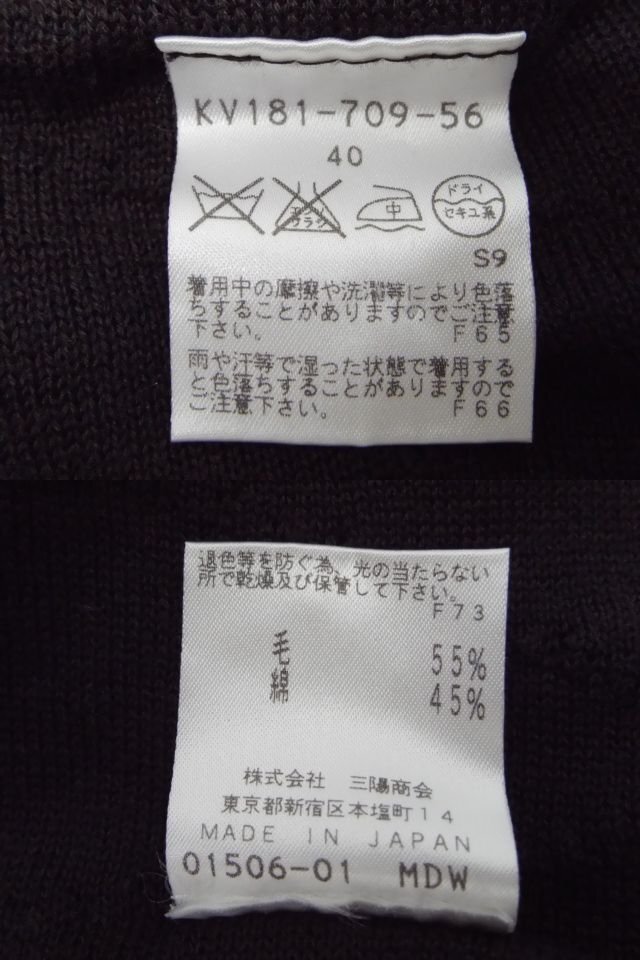 KV181-709-56
40
エンソ
サラシ
中
ドライ
セキユ系
S9
着用中の摩擦や洗濯等により色落
ちすることがありますのでご注意
下さい。 F65
雨や汗等で湿った状態で着用する
と色落ちすることがありますので
ご注意下さい。 F66
退色等を防ぐ為、光の当たらない
所で乾燥及び保管して下さい。
F73
毛 55%
綿 45%
株式会社 三陽商会
東京都新宿区本塩町14
MADE IN JAPAN
01506-01 MDW